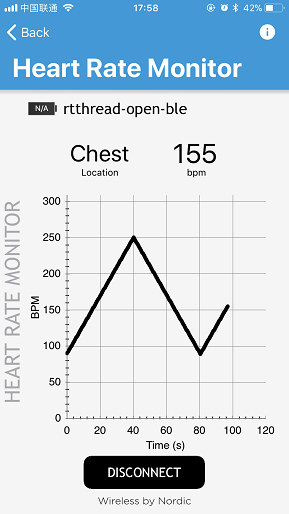 中国联通 17:58 42%
Back
Heart Rate Monitor
N/A rtthread-open-ble
Chest 155
Location bpm
HEART RATE MONITOR
BPM
300
250
200
150
100
50
0
0 20 40 60 80 100 120
Time (s)
DISCONNECT
Wireless by Nordic